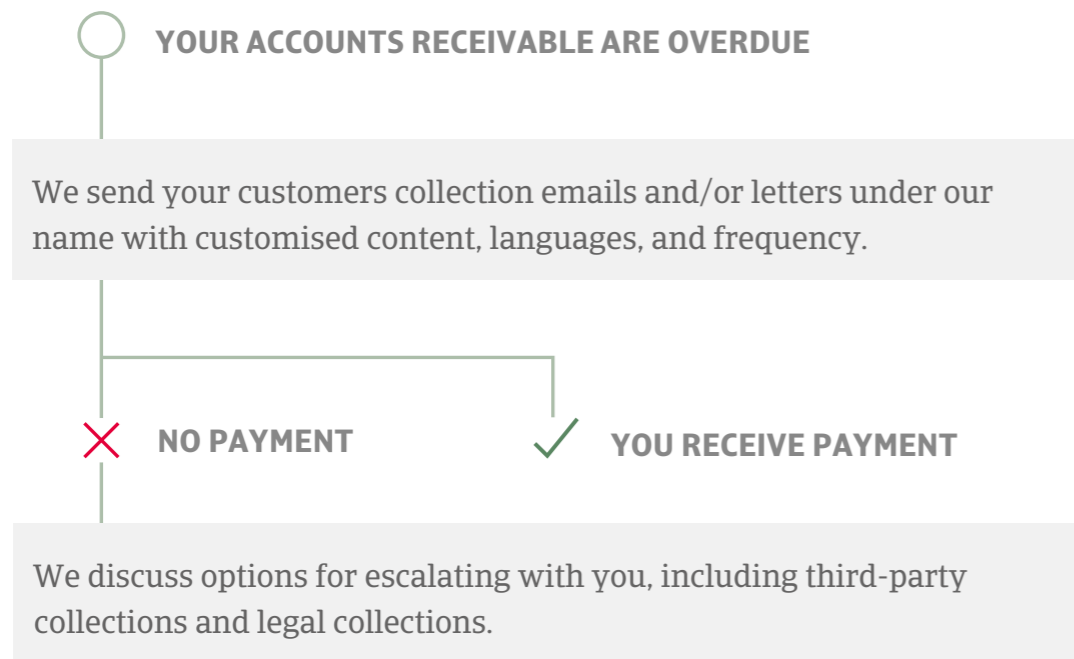 YOUR ACCOUNTS RECEIVABLE ARE OVERDUE
We send your customers collection emails and/or letters under our
name with customised content, languages, and frequency.
NO PAYMENT
YOU RECEIVE PAYMENT
We discuss options for escalating with you, including third-party
collections and legal collections.